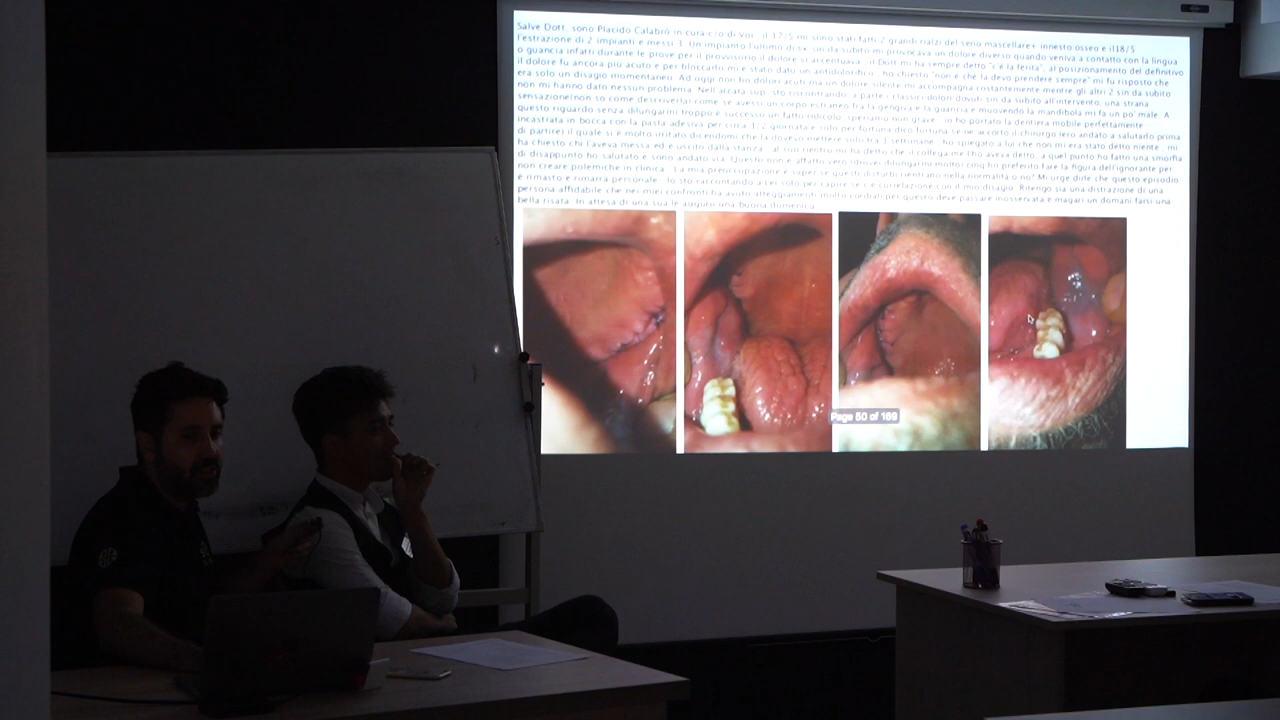 Salve Dott. sono Placido Calabrò in cura c/o di Voi. il 17/5 mi sono stati fatti 2 grandi rialzi del seno mascellare+ innesto osseo e il 18/5
l'estrazione di 2 impianti e messi 3. Un impianto l'ultimo di s+ sin da subito mi provocava un dolore diverso quando veniva a contatto con la lingua
o guancia infatti durante le prove per il provvisorio il dolore si accentuava. il Dott mi ha sempre detto "c'è la ferita", al posizionamento del definitivo
il dolore fu ancora più acuto e per bloccarlo mi è stato dato un antidolorifico. ho chiesto "non è che la devo prendere sempre" mi fu risposto che
era solo un disagio momentaneo. Ad oggi non ho dolori acuti ma un dolore silente mi accompagna costantemente mentre gli altri 2 sin da subito
non mi hanno dato nessun problema. Nell'arcata sup. sto riscontrando a parte i classici dolori dovuti sin da subito all'intervento, una strana
sensazione(non so come descriverla) come se avessi un corpo estraneo fra la gengiva e la guancia e muovendo la mandibola mi fa un po' male. A
questo riguardo senza dilungarmi troppo è successo un fatto ridicolo, speriamo non grave. io ho portato la dentiera mobile perfettamente
incastrata in bocca con la pasta adesiva per circa 1/2 giornata e solo per fortuna dico fortuna se ne accorto il chirurgo (ero andato a salutarlo prima
di partire) il quale si è molto irritato dicendomi che la dovevo mettere solo fra 3 settimane. ho spiegato a lui che non mi era stato detto niente, mi
ha chiesto chi l'aveva messa ed è uscito dalla stanza. al suo rientro mi ha detto che il collega me l'ho aveva detto. a quel punto ho fatto una smorfia
di disappunto ho salutato e sono andato via. Questo non è affatto vero
non creare polemiche in clinica. La mia preoccupazione è sapere se questi disturbi rientrano nella normalità o no? Mi urge dirle che questo episodio
è rimasto e rimarrà personale. lo sto raccontando a lei solo per capire se c'è correlazione con il mio disagio. Ritengo sia una distrazione di una
persona affidabile che nei miei confronti ha avuto atteggiamenti molto cordiali per questo deve passare inosservata e magari un domani farsi una
bella risata. In attesa di una sua le auguro una buona domenica
Page 50 of 169